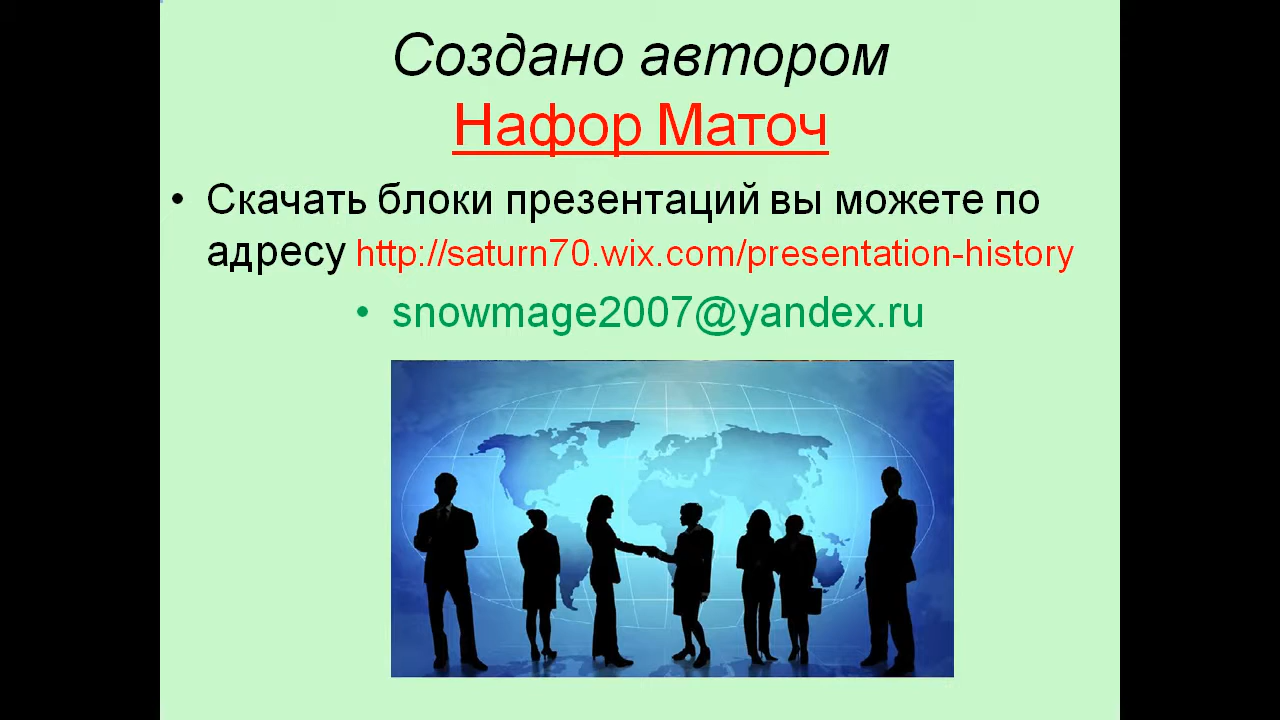 Создано автором
Нафор Маточ
• Скачать блоки презентаций вы можете по
адресу http://saturn70.wix.com/presentation-history
• snowmage2007@yandex.ru